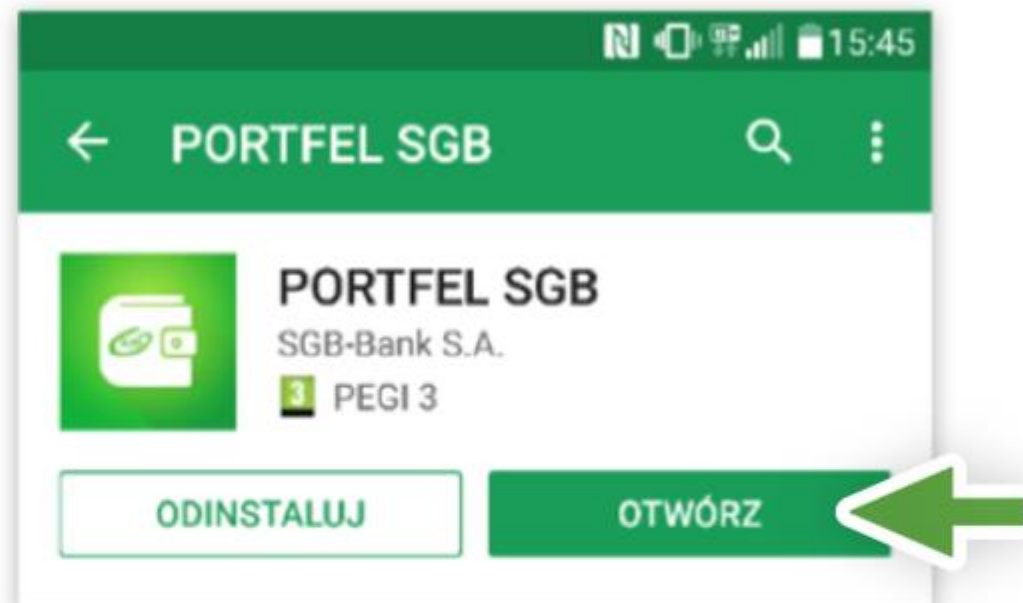 15:45
PORTFEL SGB
PORTFEL SGB
SGB-Bank S.A.
3 PEGI 3
ODINSTALUJ
OTWÓRZ